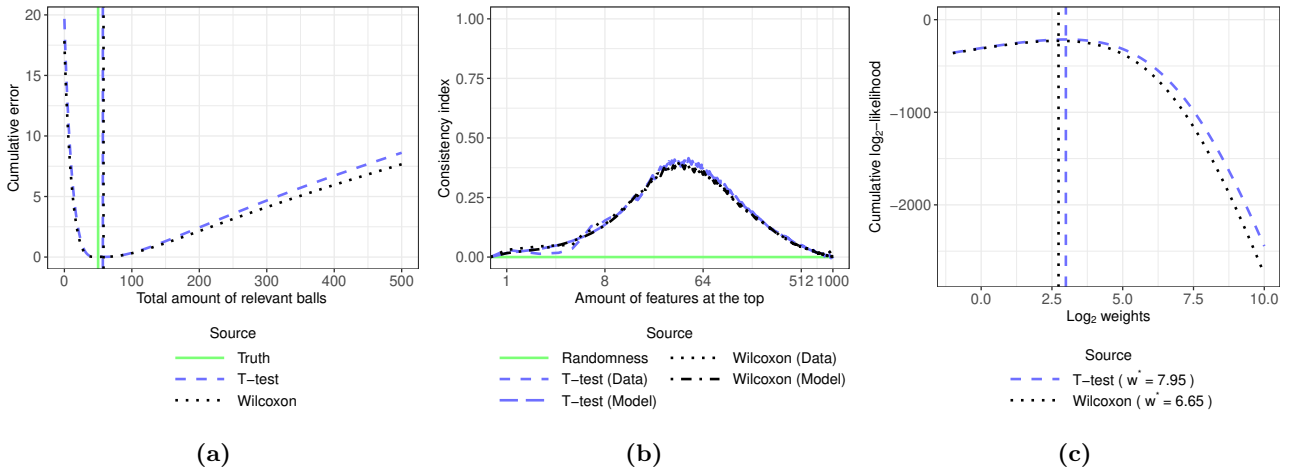 20
15
10
5
0
Cumulative error
0 100 200 300 400 500
Total amount of relevant balls
Source
Truth
T−test
Wilcoxon
(a)
1.00
0.75
0.50
0.25
0.00
Consistency index
1 8 64 512 1000
Amount of features at the top
Source
Randomness
T−test (Data)
T−test (Model)
Wilcoxon (Data)
Wilcoxon (Model)
(b)
0
−1000
−2000
Cumulative log₂−likelihood
0.0 2.5 5.0 7.5 10.0
Log₂ weights
Source
T−test ( w* = 7.95 )
Wilcoxon ( w* = 6.65 )
(c)